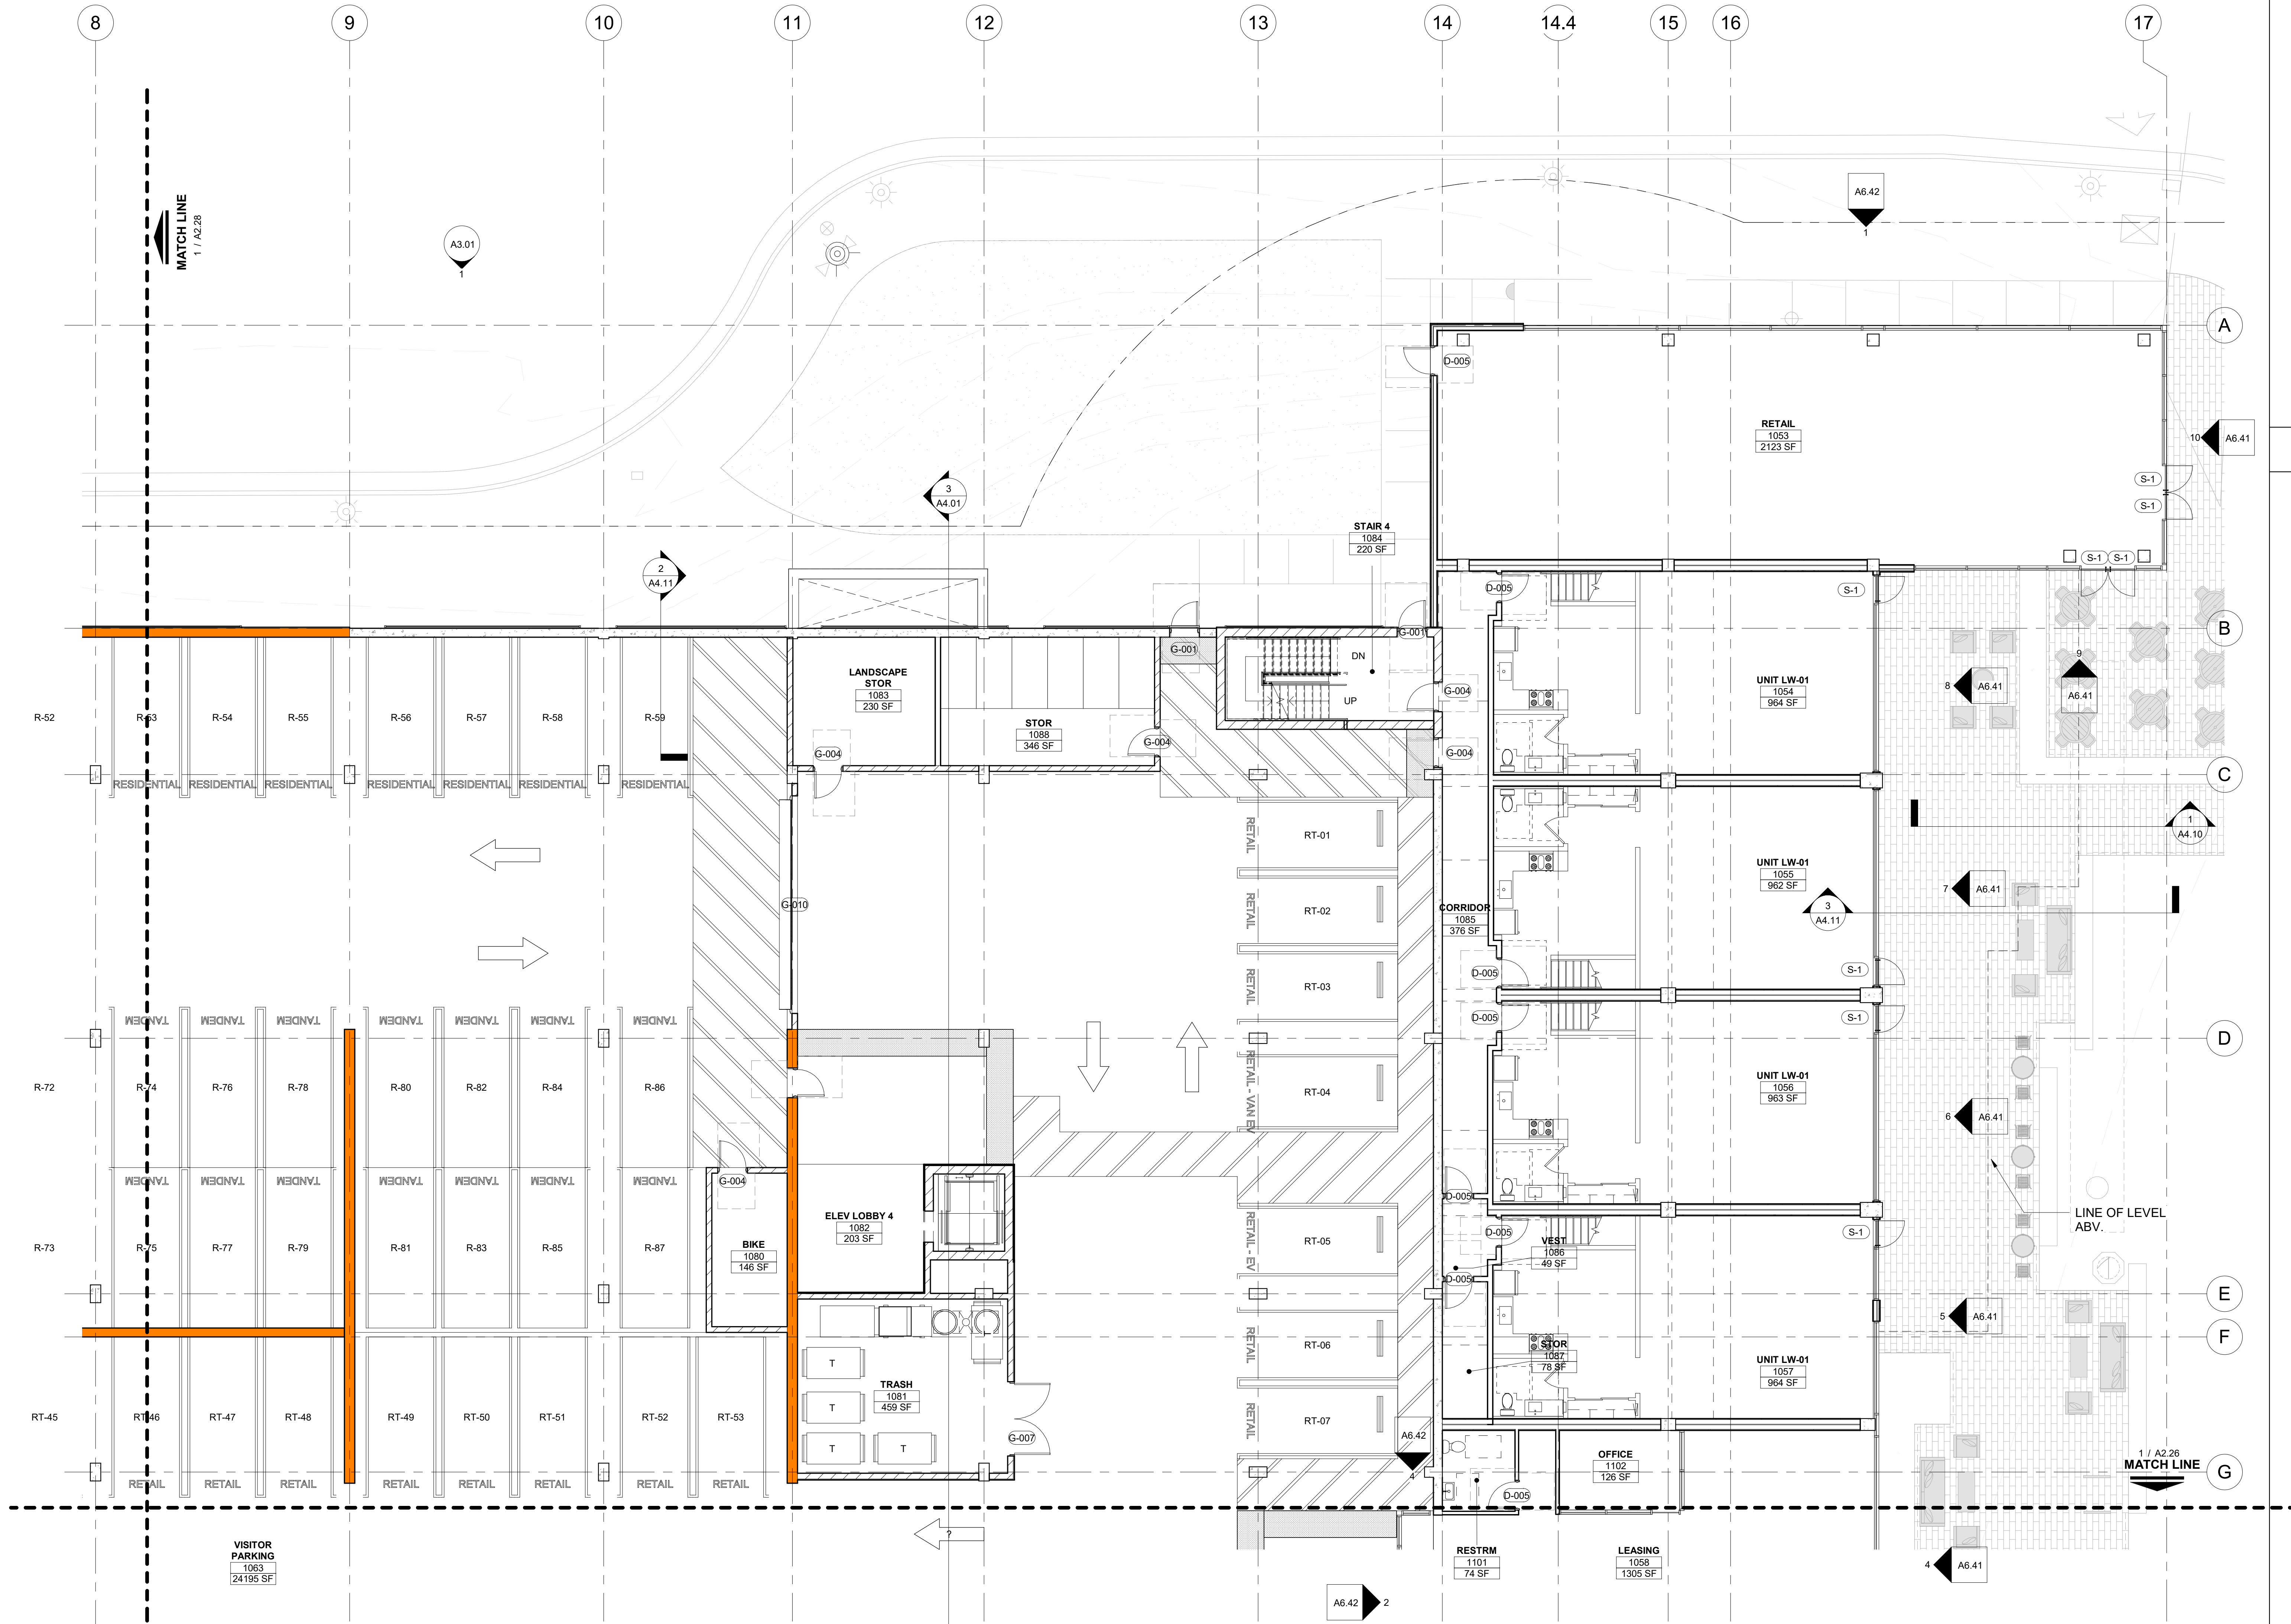 8
9
10
11
12
13
14
14.4
15
16
17
MATCH LINE
1 / A2.28
A3.01
1
A6.42
1
A
D-005
RETAIL
1053
2123 SF
10
A6.41
S-1
S-1
3
A4.01
STAIR 4
1084
220 SF
S-1
S-1
2
A4.11
D-005
S-1
B
G-001
G-001
DN
UP
LANDSCAPE
STOR
1083
230 SF
STOR
1088
346 SF
G-004
G-004
G-004
G-004
UNIT LW-01
1054
964 SF
8
A6.41
9
A6.41
R-52
R-53
R-54
R-55
R-56
R-57
R-58
R-59
RESIDENTIAL
RESIDENTIAL
RESIDENTIAL
RESIDENTIAL
RESIDENTIAL
RESIDENTIAL
RESIDENTIAL
C
RETAIL
RT-01
1
A4.10
G-010
RETAIL
RT-02
CORRIDOR
1085
376 SF
UNIT LW-01
1055
962 SF
7
A6.41
3
A4.11
RETAIL
RT-03
D-005
S-1
D-005
S-1
TANDEM
TANDEM
TANDEM
TANDEM
TANDEM
TANDEM
TANDEM
D
R-72
R-74
R-76
R-78
R-80
R-82
R-84
R-86
RETAIL - VAN EV
RT-04
UNIT LW-01
1056
963 SF
6
A6.41
TANDEM
TANDEM
TANDEM
TANDEM
TANDEM
TANDEM
TANDEM
G-004
D-005
LINE OF LEVEL
ABV.
R-73
R-75
R-77
R-79
R-81
R-83
R-85
R-87
BIKE
1080
146 SF
ELEV LOBBY 4
1082
203 SF
RETAIL - EV
RT-05
D-005
VEST
1086
49 SF
S-1
D-005
E
5
A6.41
F
RETAIL
RT-06
STOR
1087
78 SF
UNIT LW-01
1057
964 SF
T
TRASH
1081
459 SF
T
T
T
G-007
RT-45
RT-46
RT-47
RT-48
RT-49
RT-50
RT-51
RT-52
RT-53
RETAIL
RT-07
A6.42
4
RETAIL
RETAIL
RETAIL
RETAIL
RETAIL
RETAIL
RETAIL
RETAIL
OFFICE
1102
126 SF
D-005
1 / A2.26
MATCH LINE
G
?
VISITOR
PARKING
1063
24195 SF
RESTRM
1101
74 SF
LEASING
1058
1305 SF
4
A6.41
A6.42
2